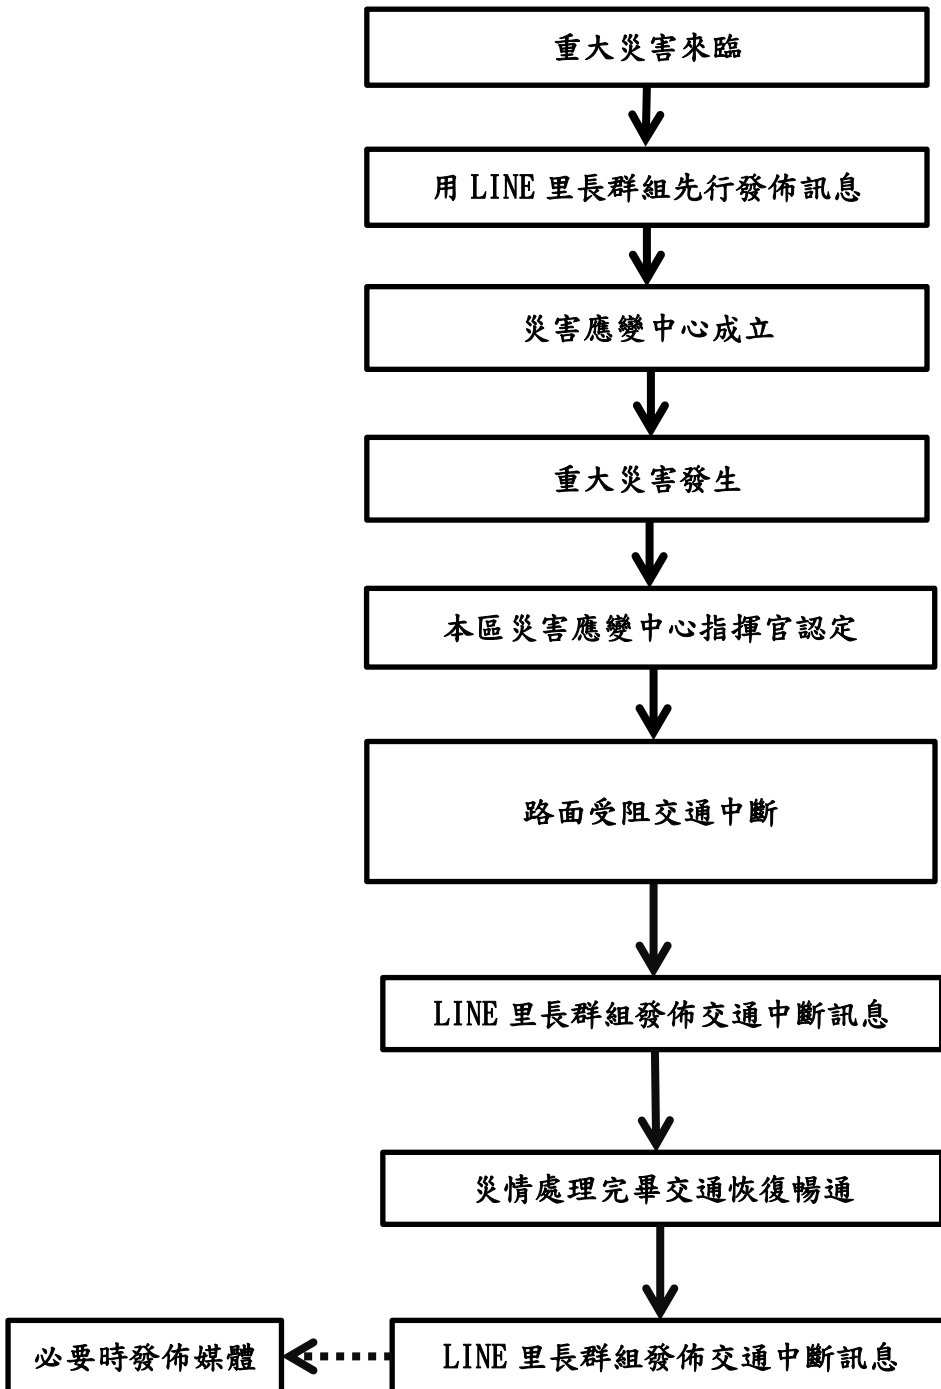 重大災害來臨
用 LINE 里長群組先行發佈訊息
災害應變中心成立
重大災害發生
本區災害應變中心指揮官認定
路面受阻交通中斷
LINE 里長群組發佈交通中斷訊息
災情處理完畢交通恢復暢通
LINE 里長群組發佈交通中斷訊息
必要時發佈媒體